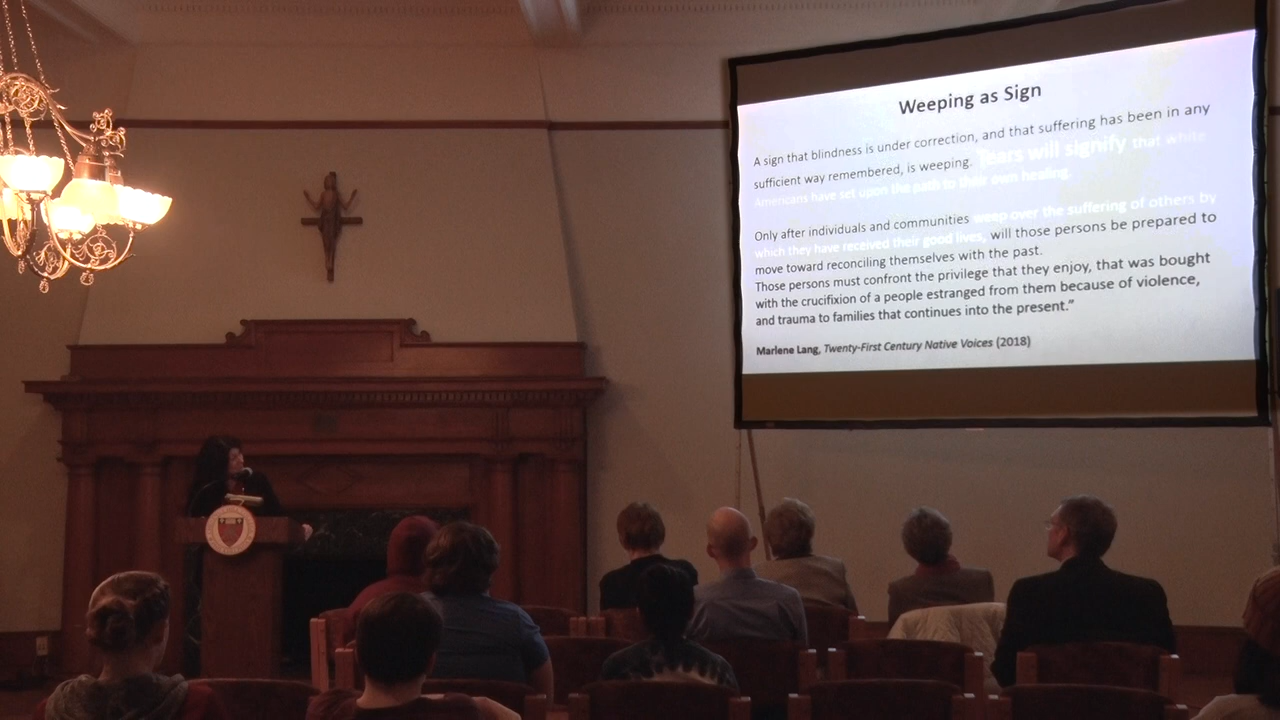 Weeping as Sign
A sign that blindness is under correction, and that suffering has been in any
sufficient way remembered, is weeping. Tears will signify that white
Americans have set upon the path to their own healing.
Only after individuals and communities weep over the suffering of others by
which they have received their good lives, will those persons be prepared to
move toward reconciling themselves with the past.
Those persons must confront the privilege that they enjoy, that was bought
with the crucifixion of a people estranged from them because of violence,
and trauma to families that continues into the present.”
Marlene Lang, Twenty-First Century Native Voices (2018)